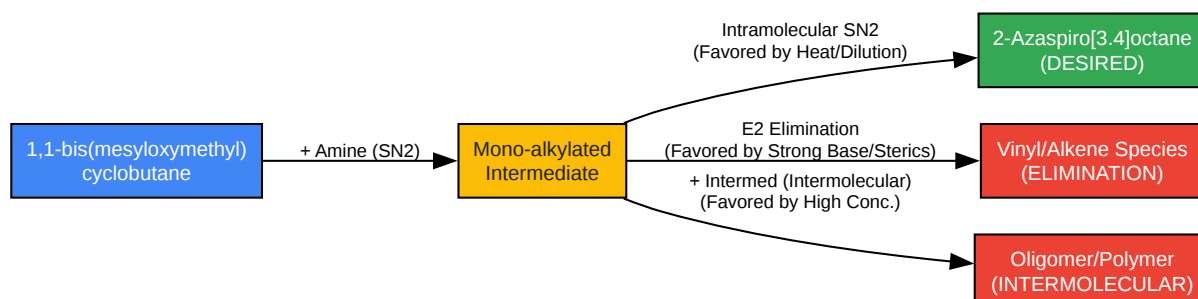 1,1-bis(mesyloxymethyl)
cyclobutane
+ Amine (SN2)
Mono-alkylated
Intermediate
Intramolecular SN2
(Favored by Heat/Dilution)
2-Azaspiro[3.4]octane
(DESIRED)
E2 Elimination
(Favored by Strong Base/Sterics)
Vinyl/Alkene Species
(ELIMINATION)
+ Intermed (Intermolecular)
(Favored by High Conc.)
Oligomer/Polymer
(INTERMOLECULAR)